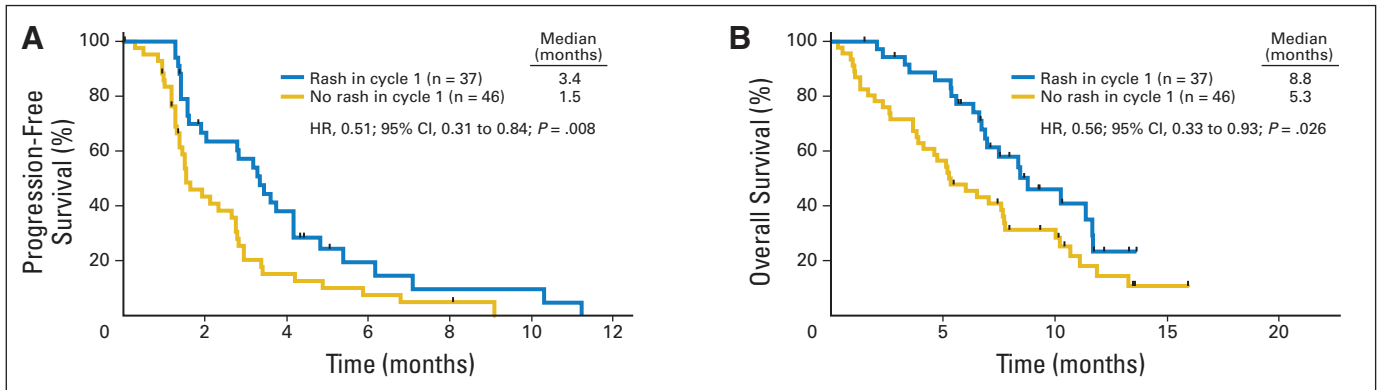 A
Progression-Free
Survival (%)
100
80
60
40
20
0
2
4
6
8
10
12
Time (months)
Median
(months)
Rash in cycle 1 (n = 37) 3.4
No rash in cycle 1 (n = 46) 1.5
HR, 0.51; 95% CI, 0.31 to 0.84; P = .008
B
Overall Survival (%)
100
80
60
40
20
0
5
10
15
20
Time (months)
Median
(months)
Rash in cycle 1 (n = 37) 8.8
No rash in cycle 1 (n = 46) 5.3
HR, 0.56; 95% CI, 0.33 to 0.93; P = .026